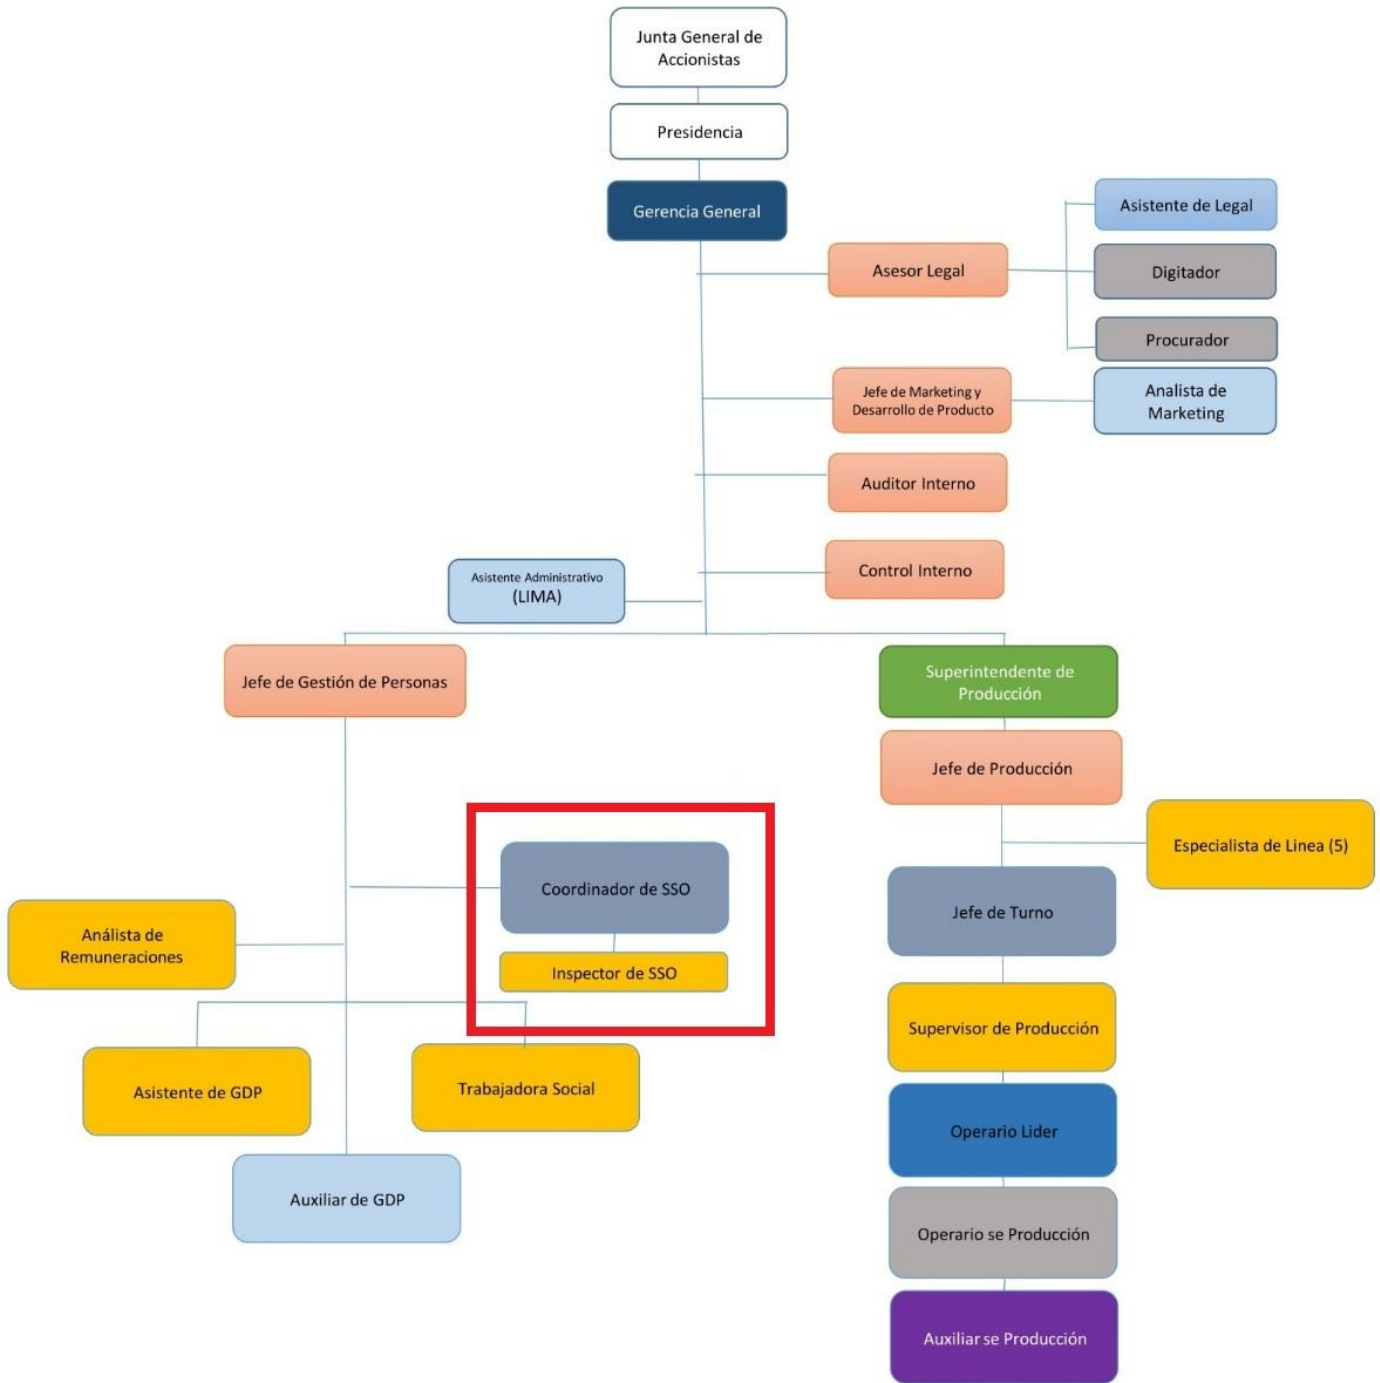 Junta General de
Accionistas
Presidencia
Gerencia General
Asistente de Legal
Asesor Legal
Digitador
Procurador
Jefe de Marketing y
Desarrollo de Producto
Analista de
Marketing
Auditor Interno
Control Interno
Asistente Administrativo
(LIMA)
Jefe de Gestión de Personas
Superintendente de
Producción
Jefe de Producción
Especialista de Linea (5)
Coordinador de SSO
Jefe de Turno
Análista de
Remuneraciones
Inspector de SSO
Supervisor de Producción
Asistente de GDP
Trabajadora Social
Operario Lider
Auxiliar de GDP
Operario se Producción
Auxiliar se Producción